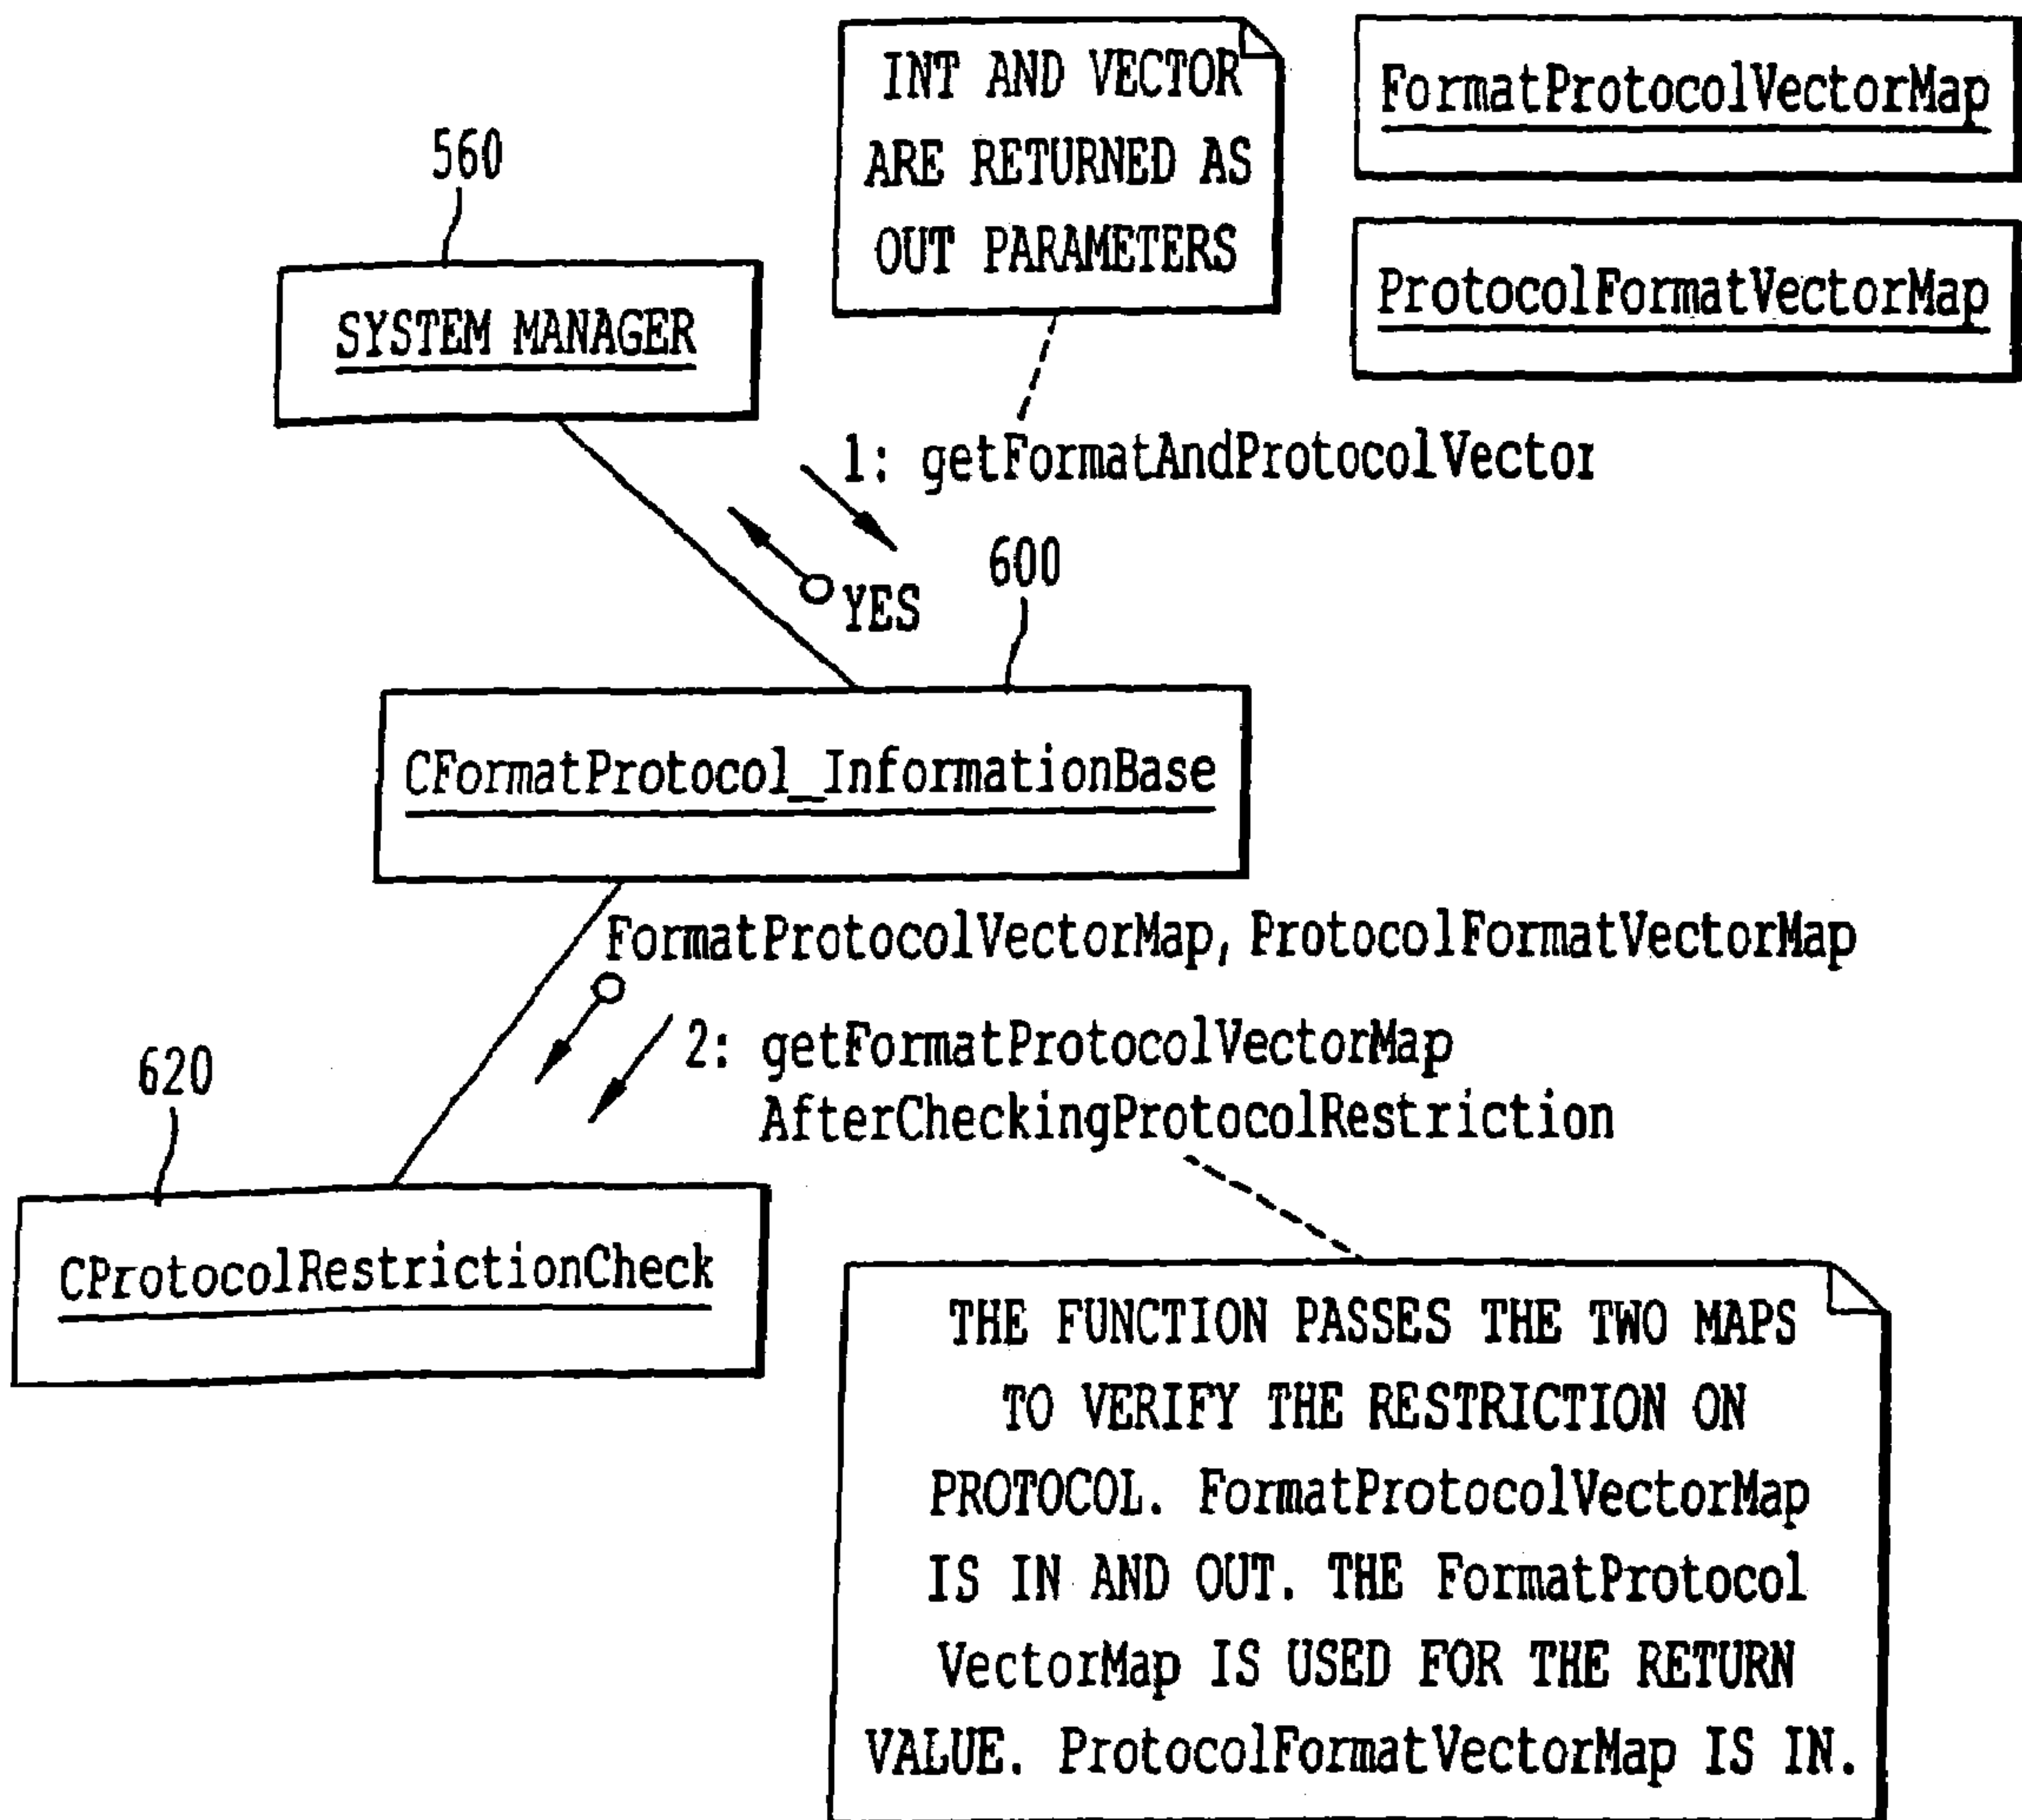 INT AND VECTOR
ARE RETURNED AS
OUT PARAMETERS
FormatProtocolVectorMap
ProtocolFormatVectorMap
560
SYSTEM MANAGER
1: getFormatAndProtocolVector
YES
600
CFormatProtocol_InformationBase
FormatProtocolVectorMap, ProtocolFormatVectorMap
2: getFormatProtocolVectorMap
AfterCheckingProtocolRestriction
620
CProtocolRestrictionCheck
THE FUNCTION PASSES THE TWO MAPS
TO VERIFY THE RESTRICTION ON
PROTOCOL. FormatProtocolVectorMap
IS IN AND OUT. THE FormatProtocol
VectorMap IS USED FOR THE RETURN
VALUE. ProtocolFormatVectorMap IS IN.